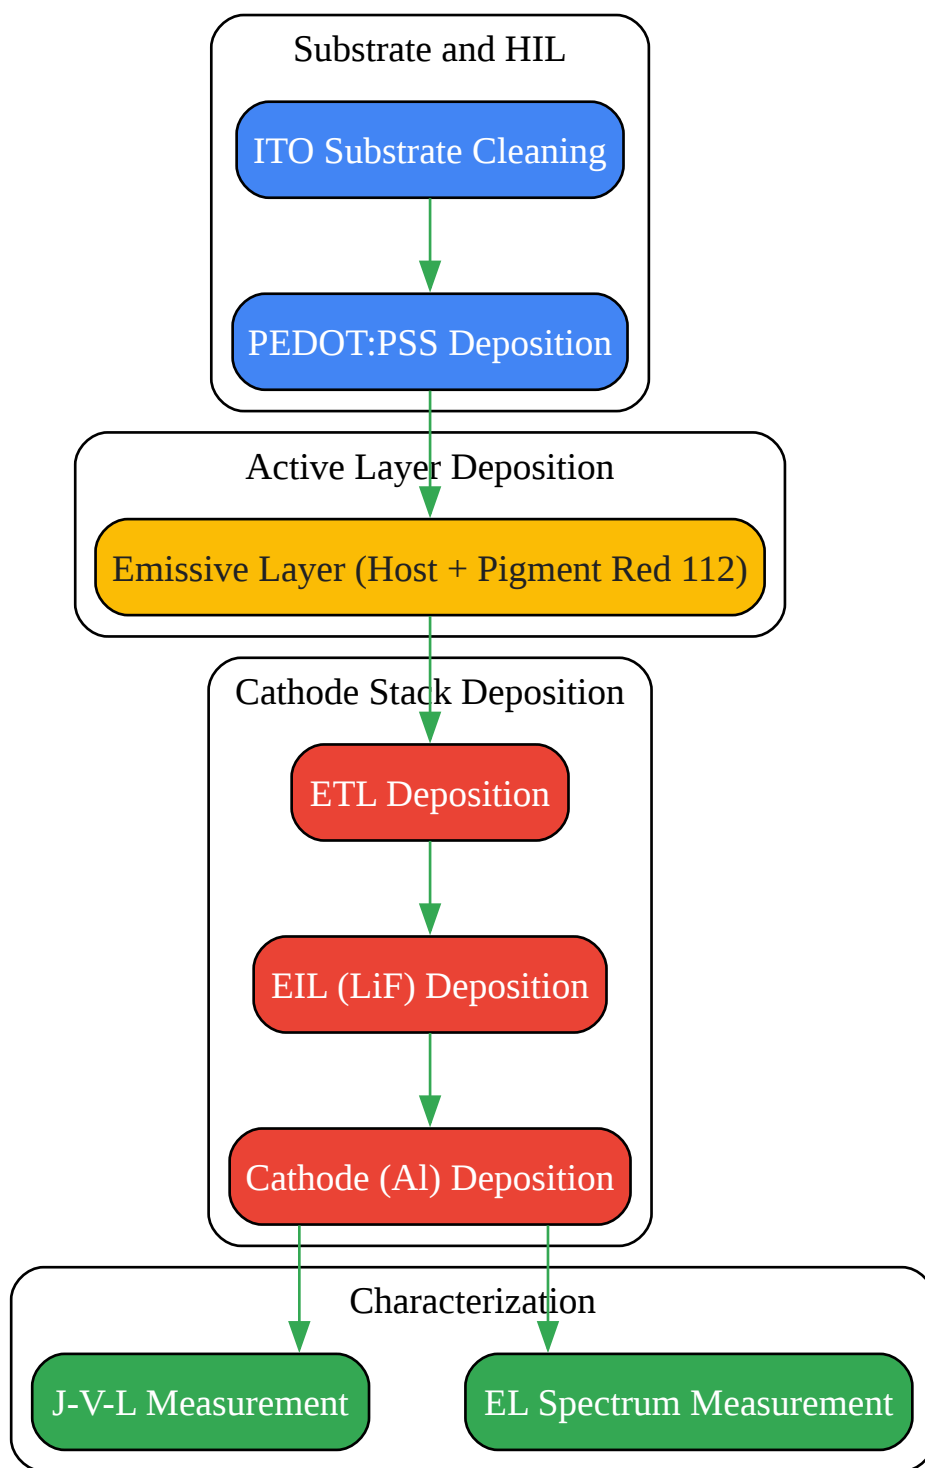 Substrate and HIL
ITO Substrate Cleaning
PEDOT:PSS Deposition
Active Layer Deposition
Emissive Layer (Host + Pigment Red 112)
Cathode Stack Deposition
ETL Deposition
EIL (LiF) Deposition
Cathode (Al) Deposition
Characterization
J-V-L Measurement
EL Spectrum Measurement